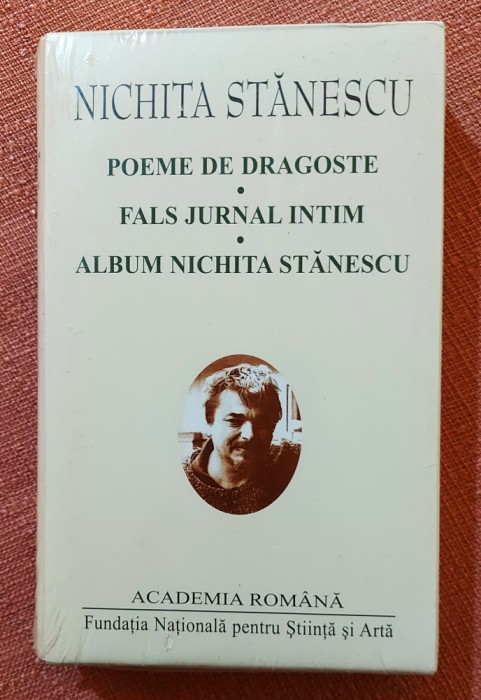 NICHITA STĂNESCU
POEME DE DRAGOSTE
•
FALS JURNAL INTIM
•
ALBUM NICHITA STĂNESCU
ACADEMIA ROMÂNĂ
Fundația Națională pentru Știință și Artă